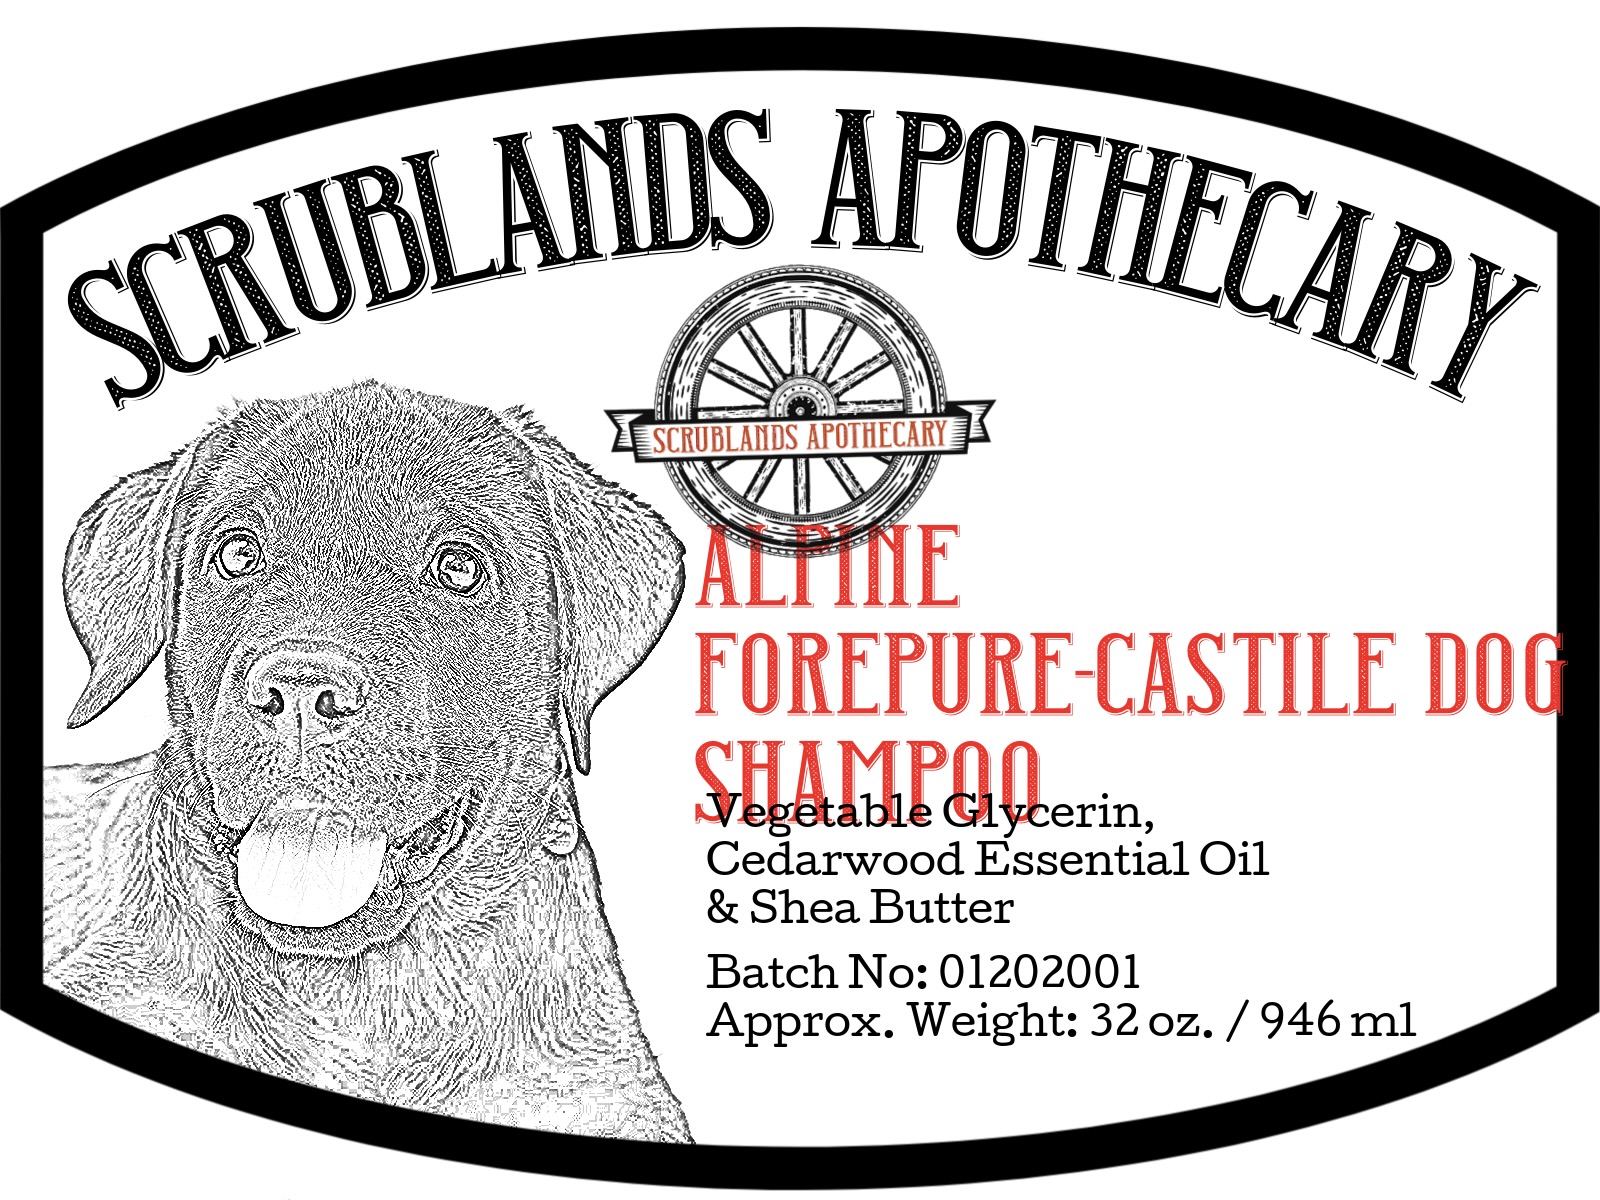 SCRUBLANDS APOTHECARY
SCRUBLANDS APOTHECARY
ALPINE
FOREPURE-CASTILE DOG
SHAMPOO
Vegetable Glycerin,
Cedarwood Essential Oil
& Shea Butter
Batch No: 01202001
Approx. Weight: 32 oz. / 946 ml